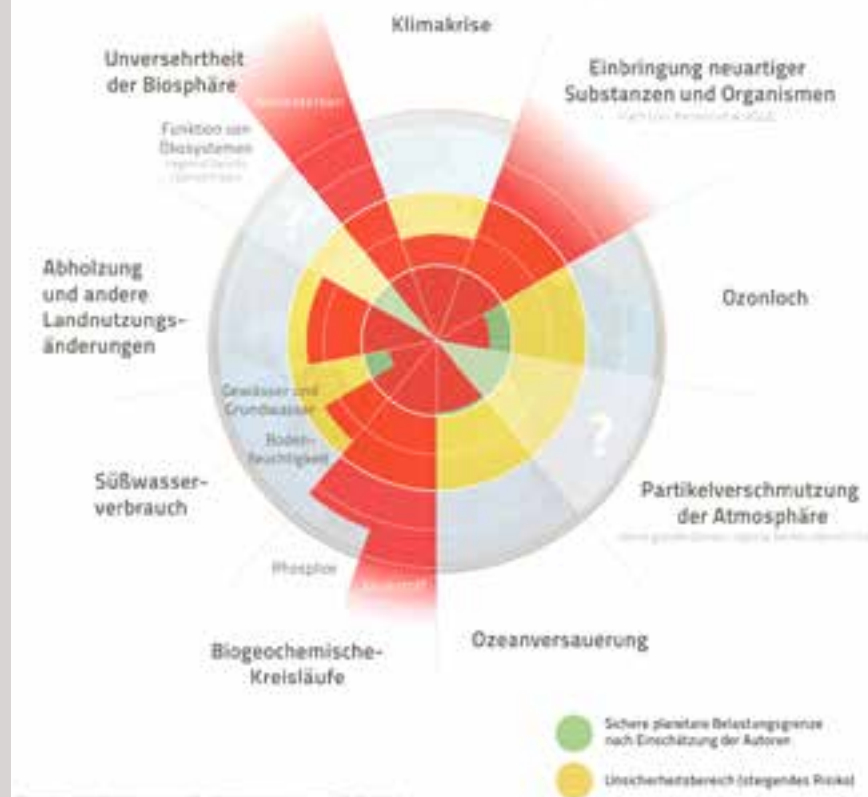 Klimakrise
Unversehrtheit
der Biosphäre
Einbringung neuartiger
Substanzen und Organismen
Funktion von
Ökosystemen
?
Abholzung
und andere
Landnutzungs-
änderungen
Ozonloch
Gewässer und
Grundwasser
?
Boden-
feuchtigkeit
Süßwasser-
verbrauch
Partikelverschmutzung
der Atmosphäre
Phosphor
Biogeochemische-
Kreisläufe
Ozeanversauerung
Sichere planetare Belastungsgrenze
nach Einschätzung der Autoren
Unsicherheitsbereich (steigendes Risiko)